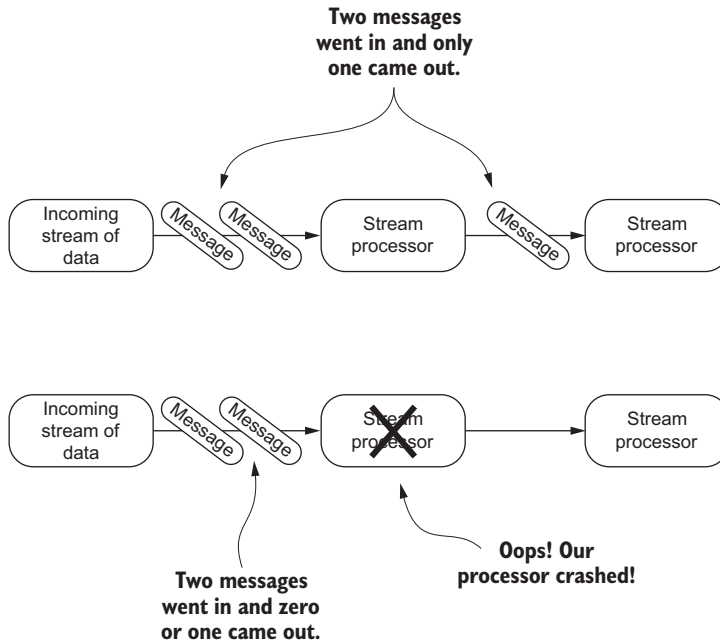 Two messages
went in and only
one came out.
Incoming
stream of
data
Message
Message
Stream
processor
Message
Stream
processor
Incoming
stream of
data
Message
Message
Stream
processor
Stream
processor
Two messages
went in and zero
or one came out.
Oops! Our
processor crashed!